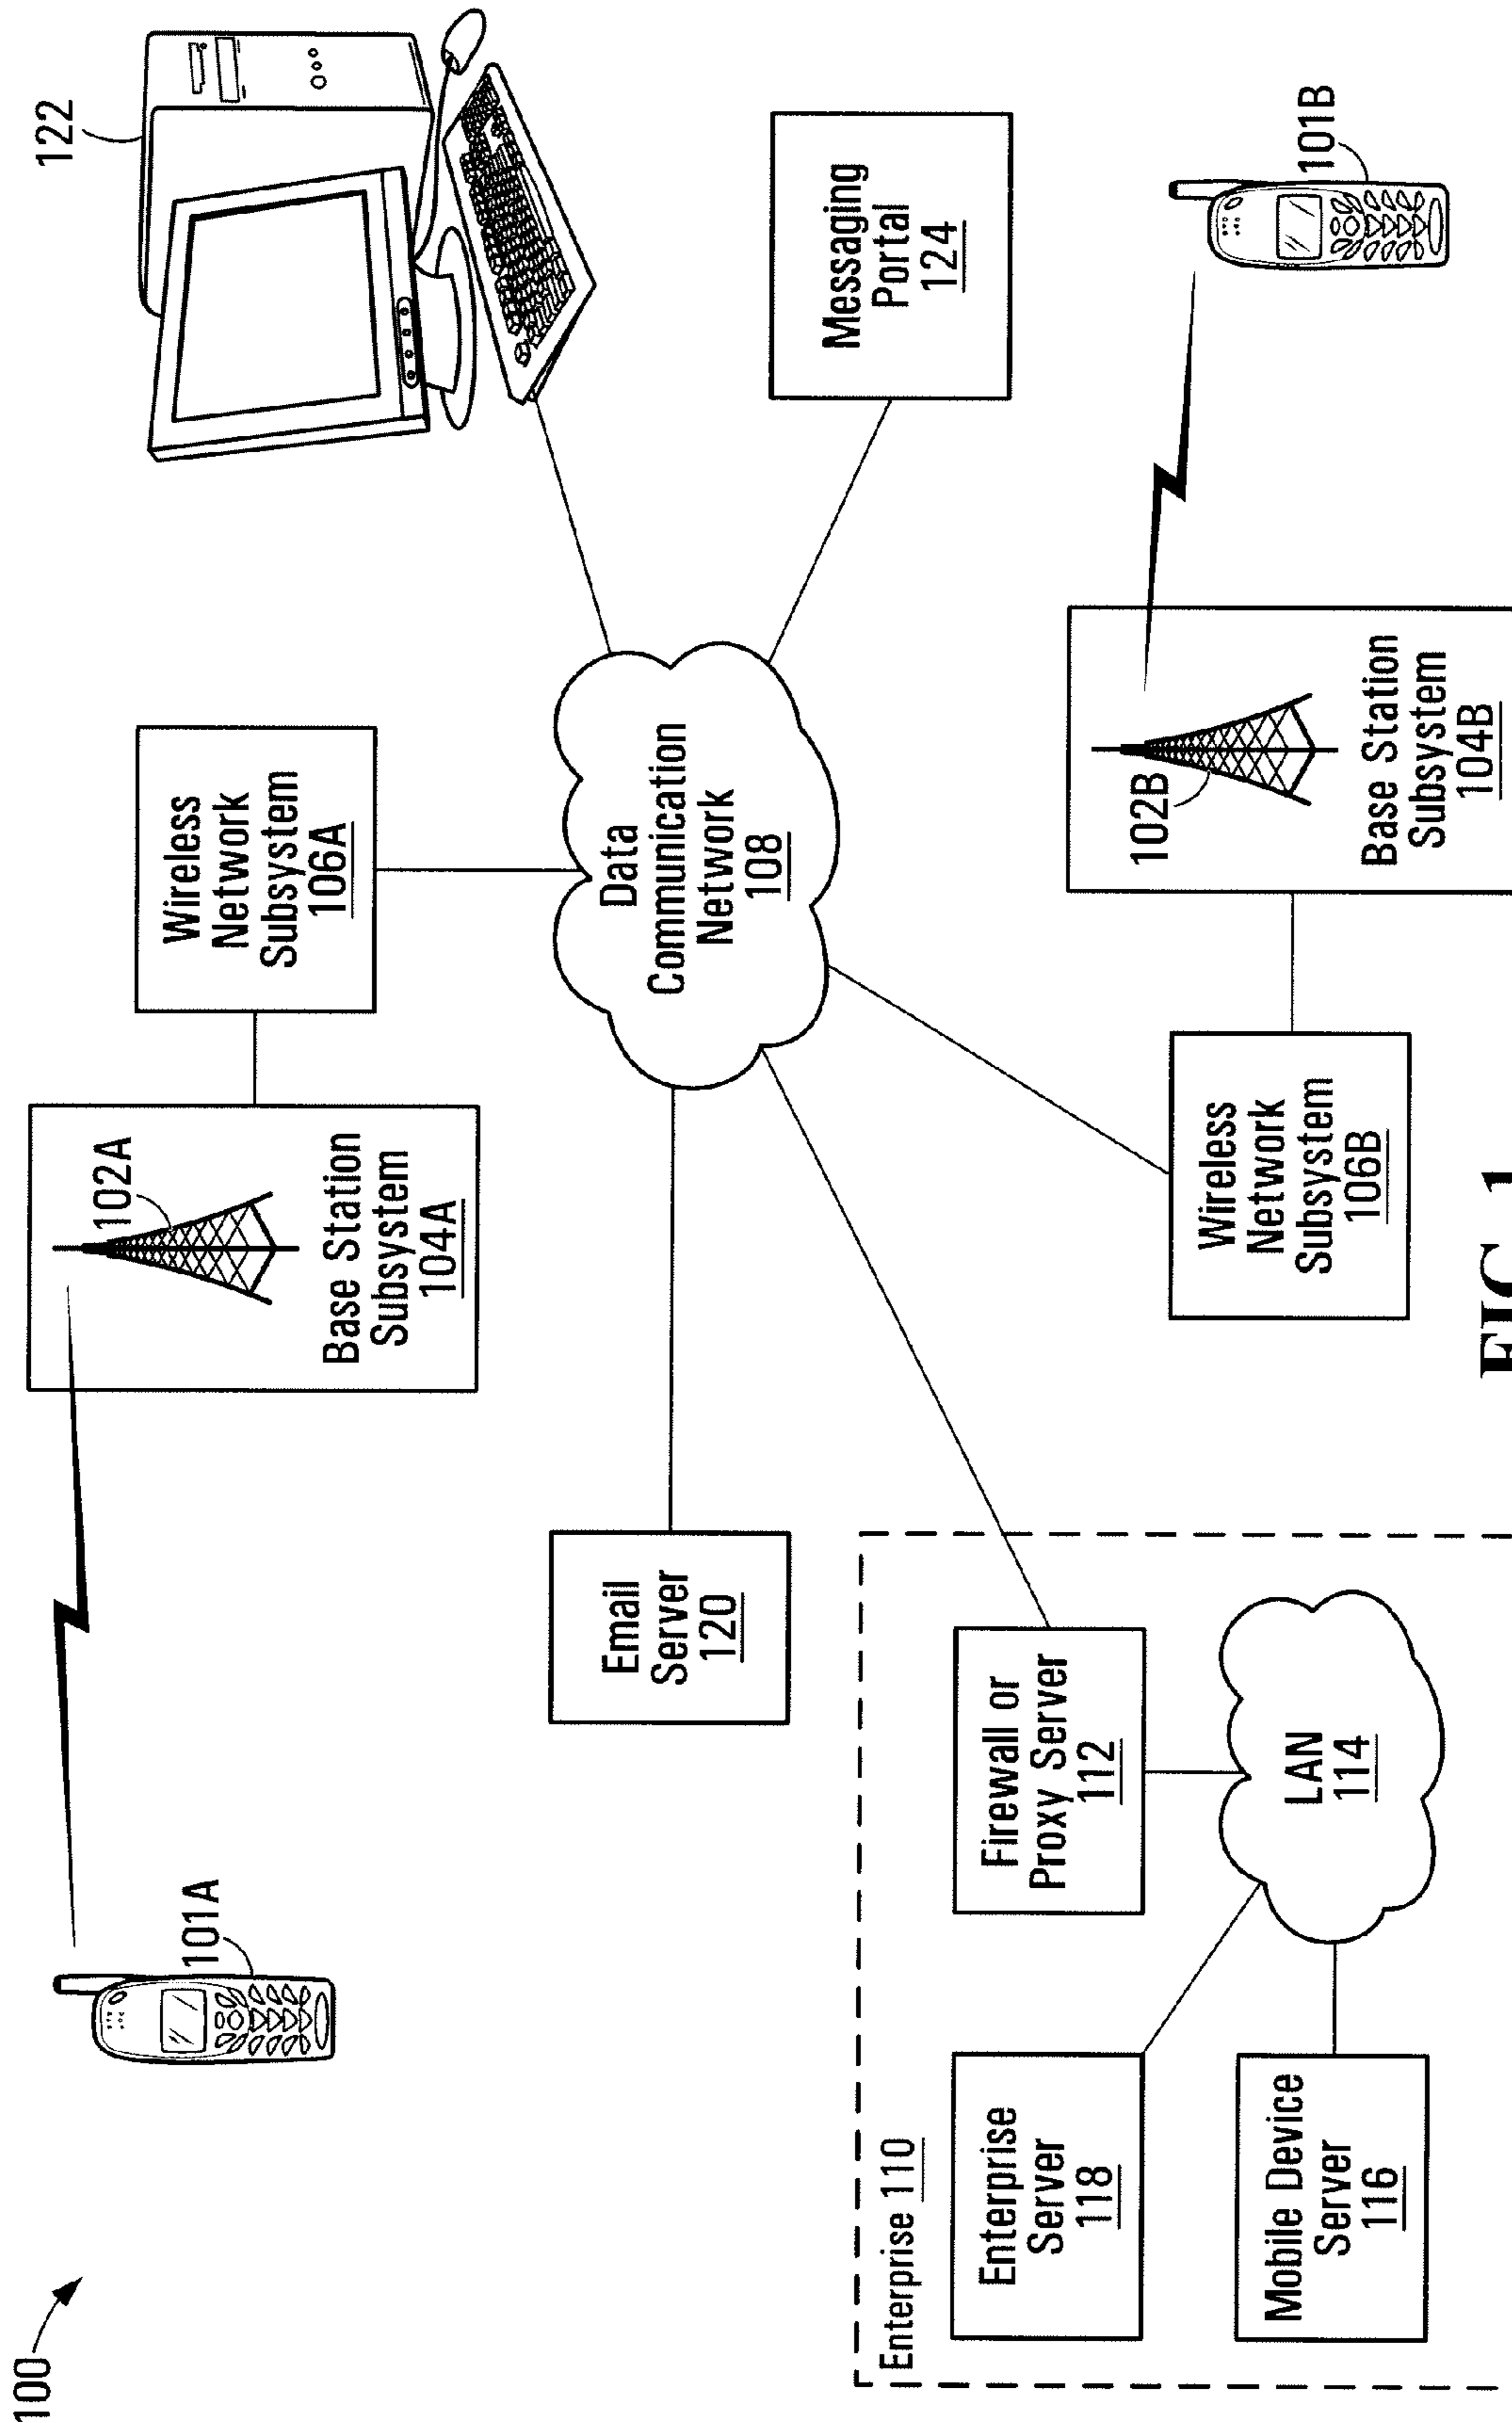 100
101A
102A
Base Station
Subsystem
104A
Wireless
Network
Subsystem
106A
122
Email
Server
120
Data
Communication
Network
108
Messaging
Portal
124
Enterprise 110
Enterprise
Server
118
Firewall or
Proxy Server
112
Mobile Device
Server
116
LAN
114
Wireless
Network
Subsystem
106B
102B
Base Station
Subsystem
104B
101B
FIG. 1